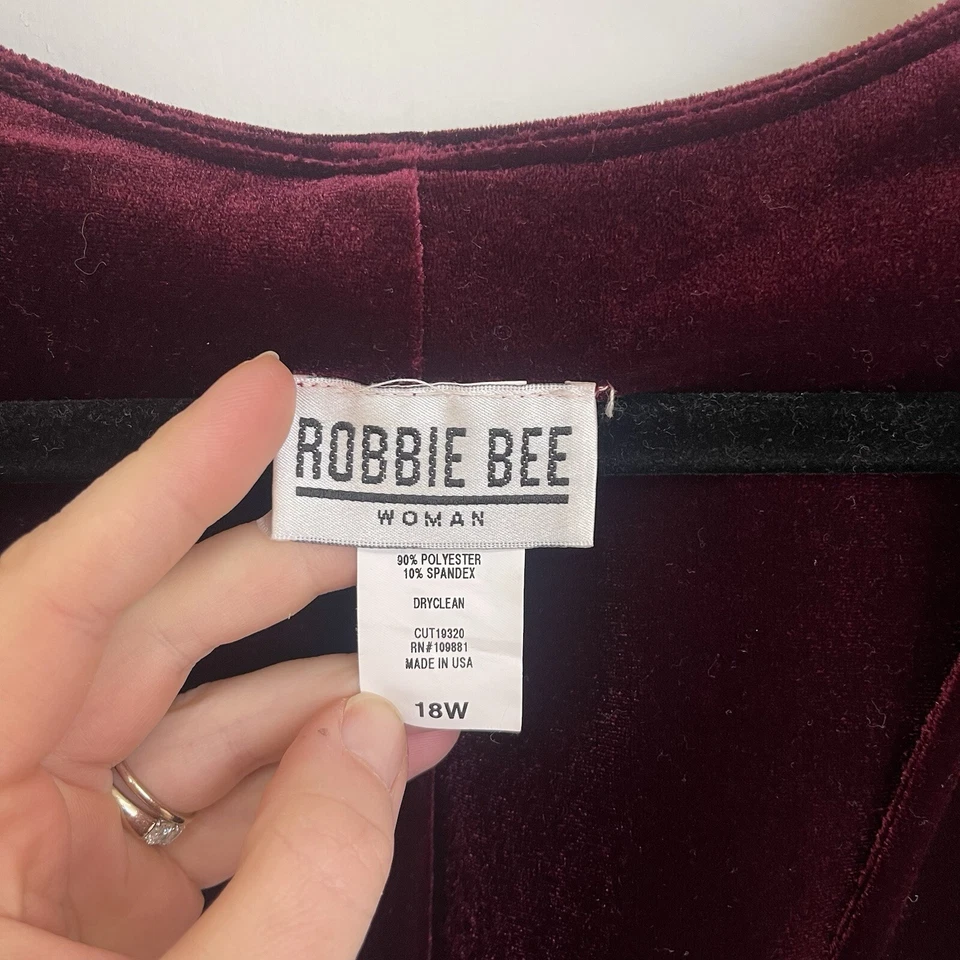 ROBBIE BEE
WOMAN
90% POLYESTER
10% SPANDEX
DRYCLEAN
CUT19320
RN#109881
MADE IN USA
18W